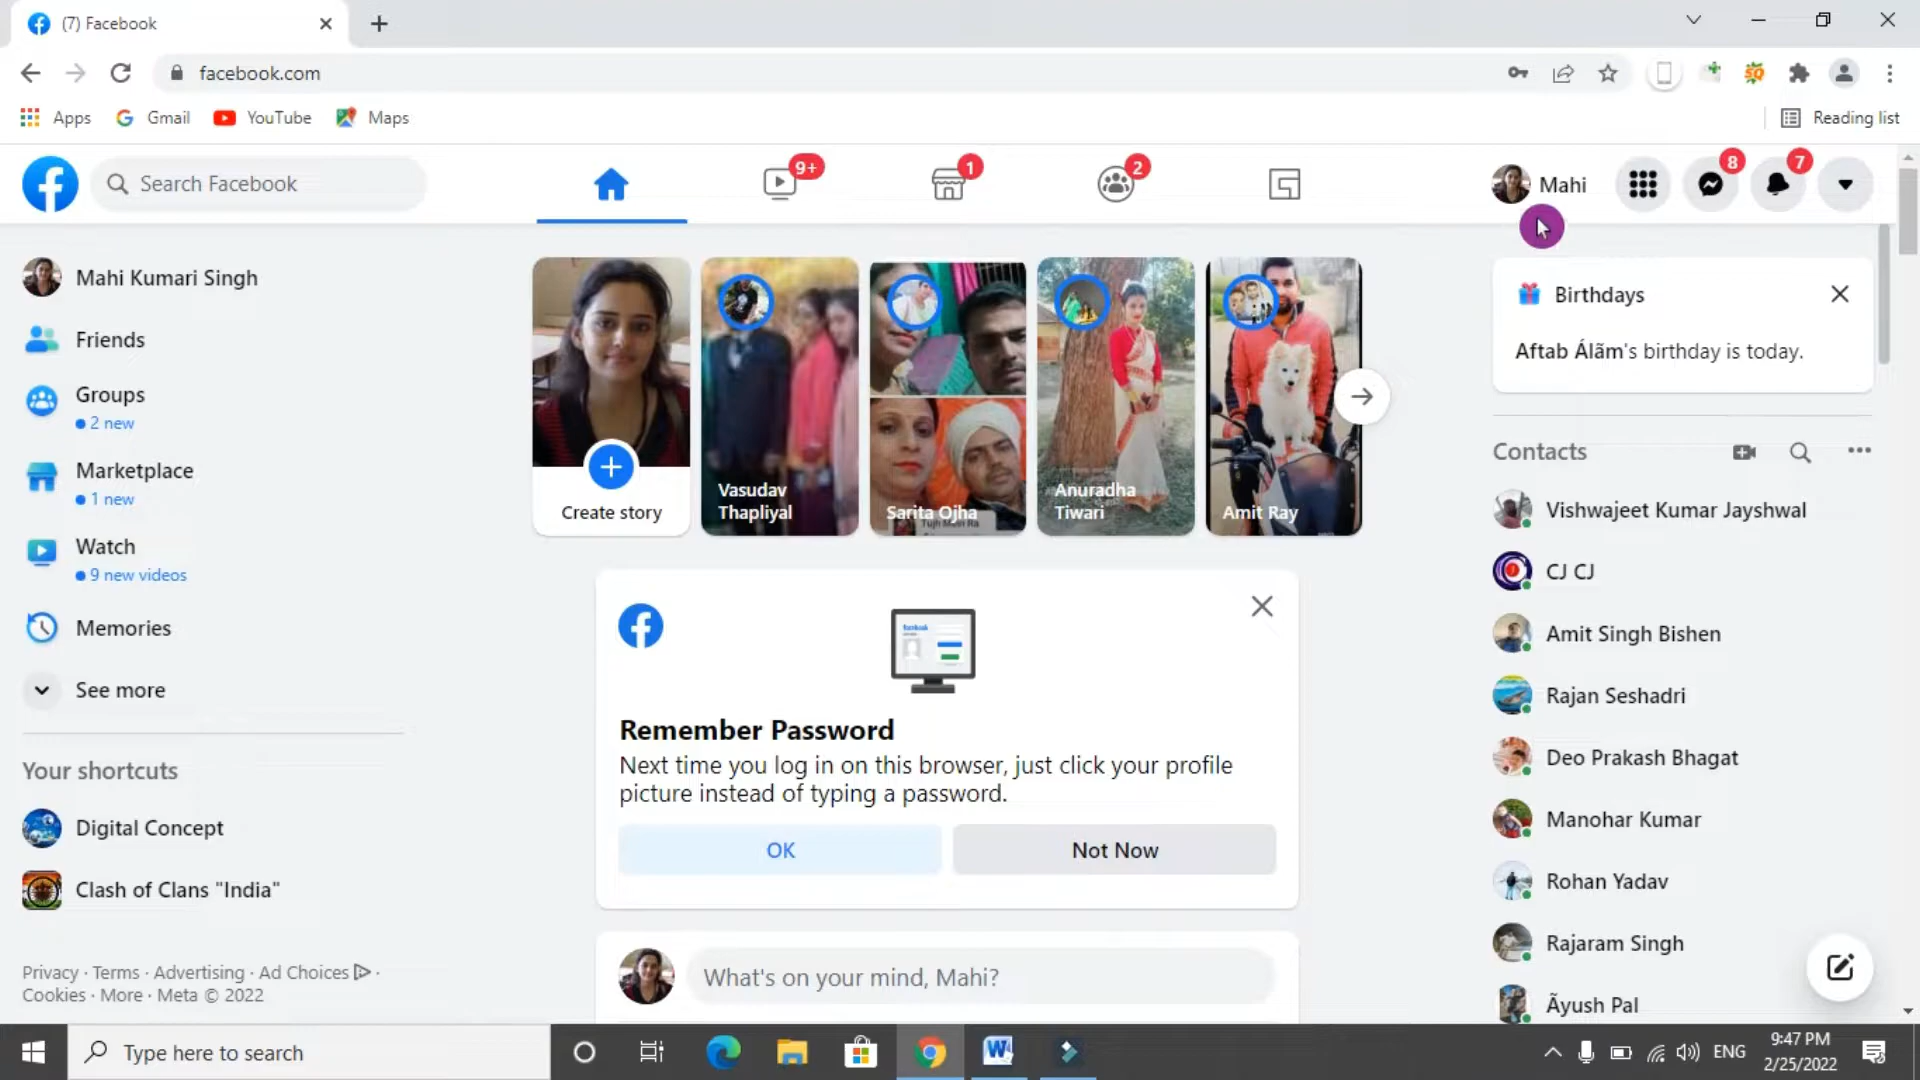 (7) Facebook
facebook.com
Apps
Gmail
YouTube
Maps
Reading list
Search Facebook
9+
1
2
Mahi
8
7
Mahi Kumari Singh
Friends
Groups
2 new
Marketplace
1 new
Watch
9 new videos
Memories
See more
Your shortcuts
Digital Concept
Clash of Clans "India"
Privacy · Terms · Advertising · Ad Choices ·
Cookies · More · Meta © 2022
Create story
Vasudav
Thapliyal
Sarita Ojha
Anuradha
Tiwari
Amit Ray
Remember Password
Next time you log in on this browser, just click your profile
picture instead of typing a password.
OK
Not Now
What's on your mind, Mahi?
Birthdays
Aftab Álãm's birthday is today.
Contacts
Vishwajeet Kumar Jayshwal
CJ CJ
Amit Singh Bishen
Rajan Seshadri
Deo Prakash Bhagat
Manohar Kumar
Rohan Yadav
Rajaram Singh
Ãyush Pal
Type here to search
ENG
9:47 PM
2/25/2022